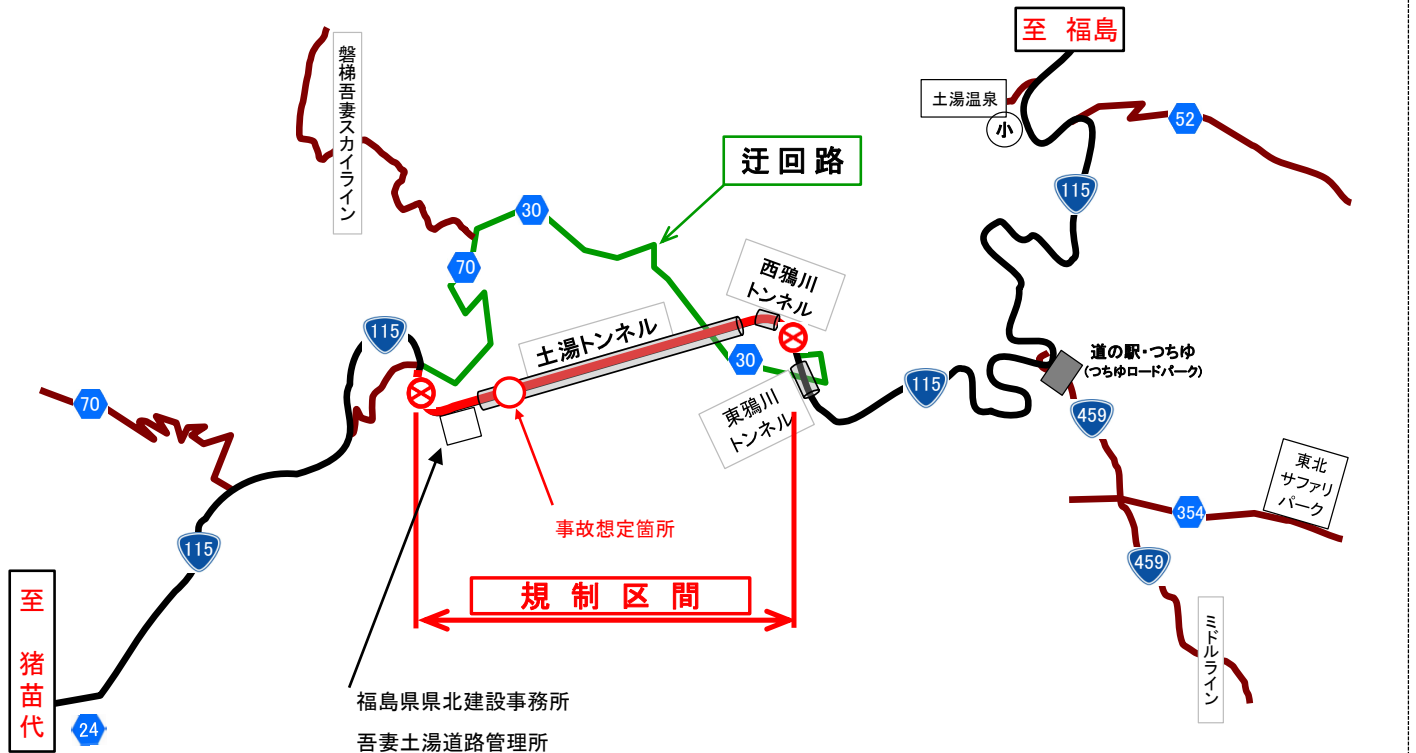 至 福島
土湯温泉
小
52
115
磐梯吾妻スカイライン
迂回路
30
70
西鴉川
トンネル
土湯トンネル
115
30
東鴉川
トンネル
115
道の駅・つちゆ
(つちゆロードパーク)
70
459
東北
サファリ
パーク
354
事故想定箇所
115
459
規制区間
至 猪苗代
24
ミドルライン
福島県県北建設事務所
吾妻土湯道路管理所